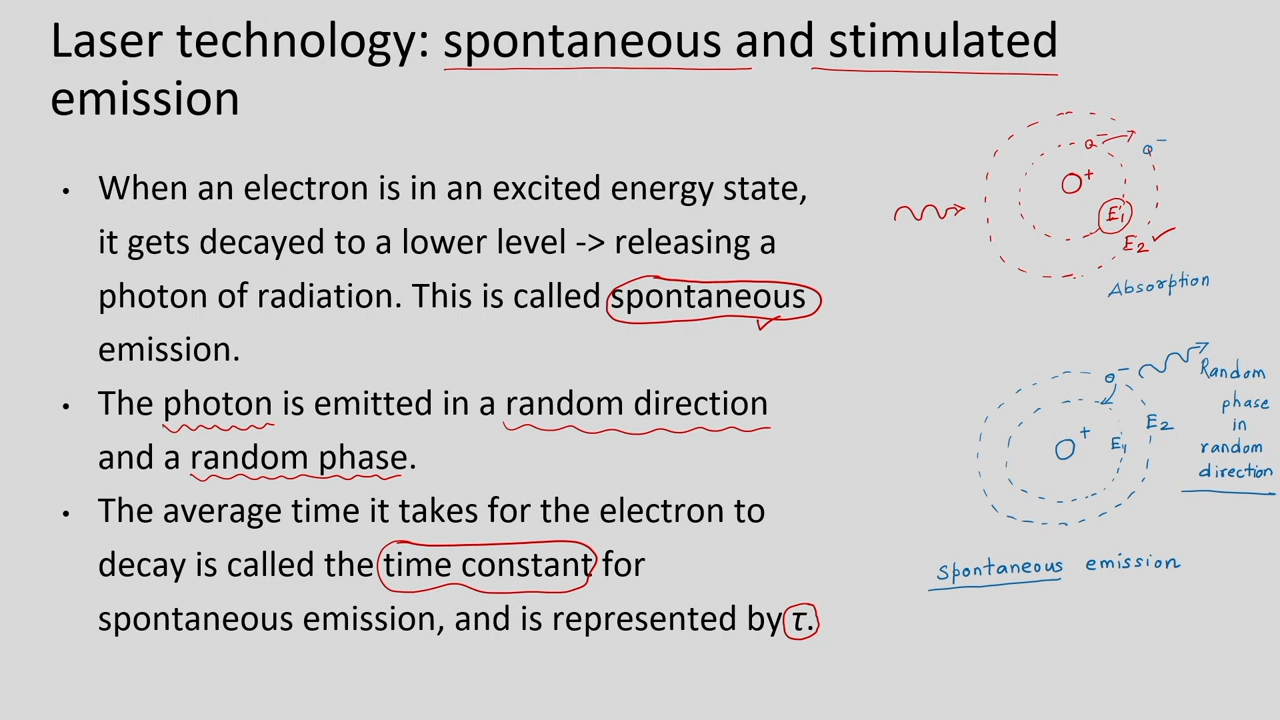 Laser technology: spontaneous and stimulated
emission
• When an electron is in an excited energy state,
it gets decayed to a lower level -> releasing a
photon of radiation. This is called spontaneous
emission.
• The photon is emitted in a random direction
and a random phase.
• The average time it takes for the electron to
decay is called the time constant for
spontaneous emission, and is represented by τ.
e⁻
e⁻
+
E₁
E₂
Absorption
e⁻
+
E₁
E₂
Random
phase
in
random
direction
Spontaneous emission